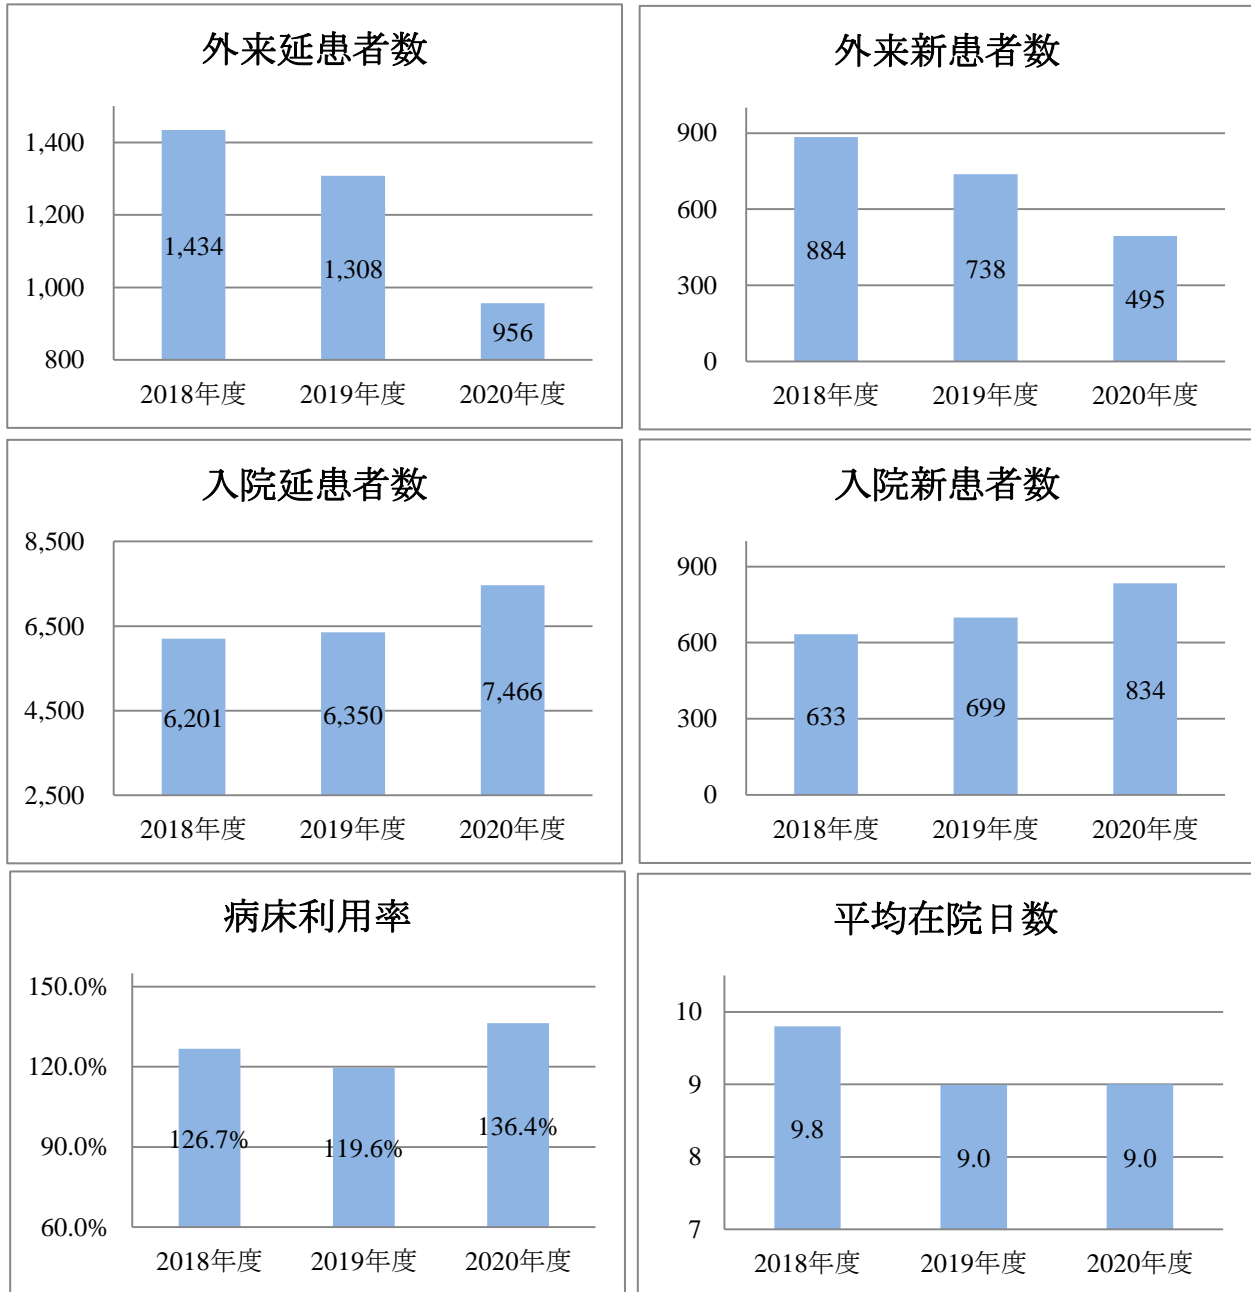 外来延患者数
1,400
1,200
1,000
800
1,434
1,308
956
2018年度
2019年度
2020年度
外来新患者数
900
600
300
0
884
738
495
2018年度
2019年度
2020年度
入院延患者数
8,500
6,500
4,500
2,500
6,201
6,350
7,466
2018年度
2019年度
2020年度
入院新患者数
900
600
300
0
633
699
834
2018年度
2019年度
2020年度
病床利用率
150.0%
120.0%
90.0%
60.0%
126.7%
119.6%
136.4%
2018年度
2019年度
2020年度
平均在院日数
10
9
8
7
9.8
9.0
9.0
2018年度
2019年度
2020年度